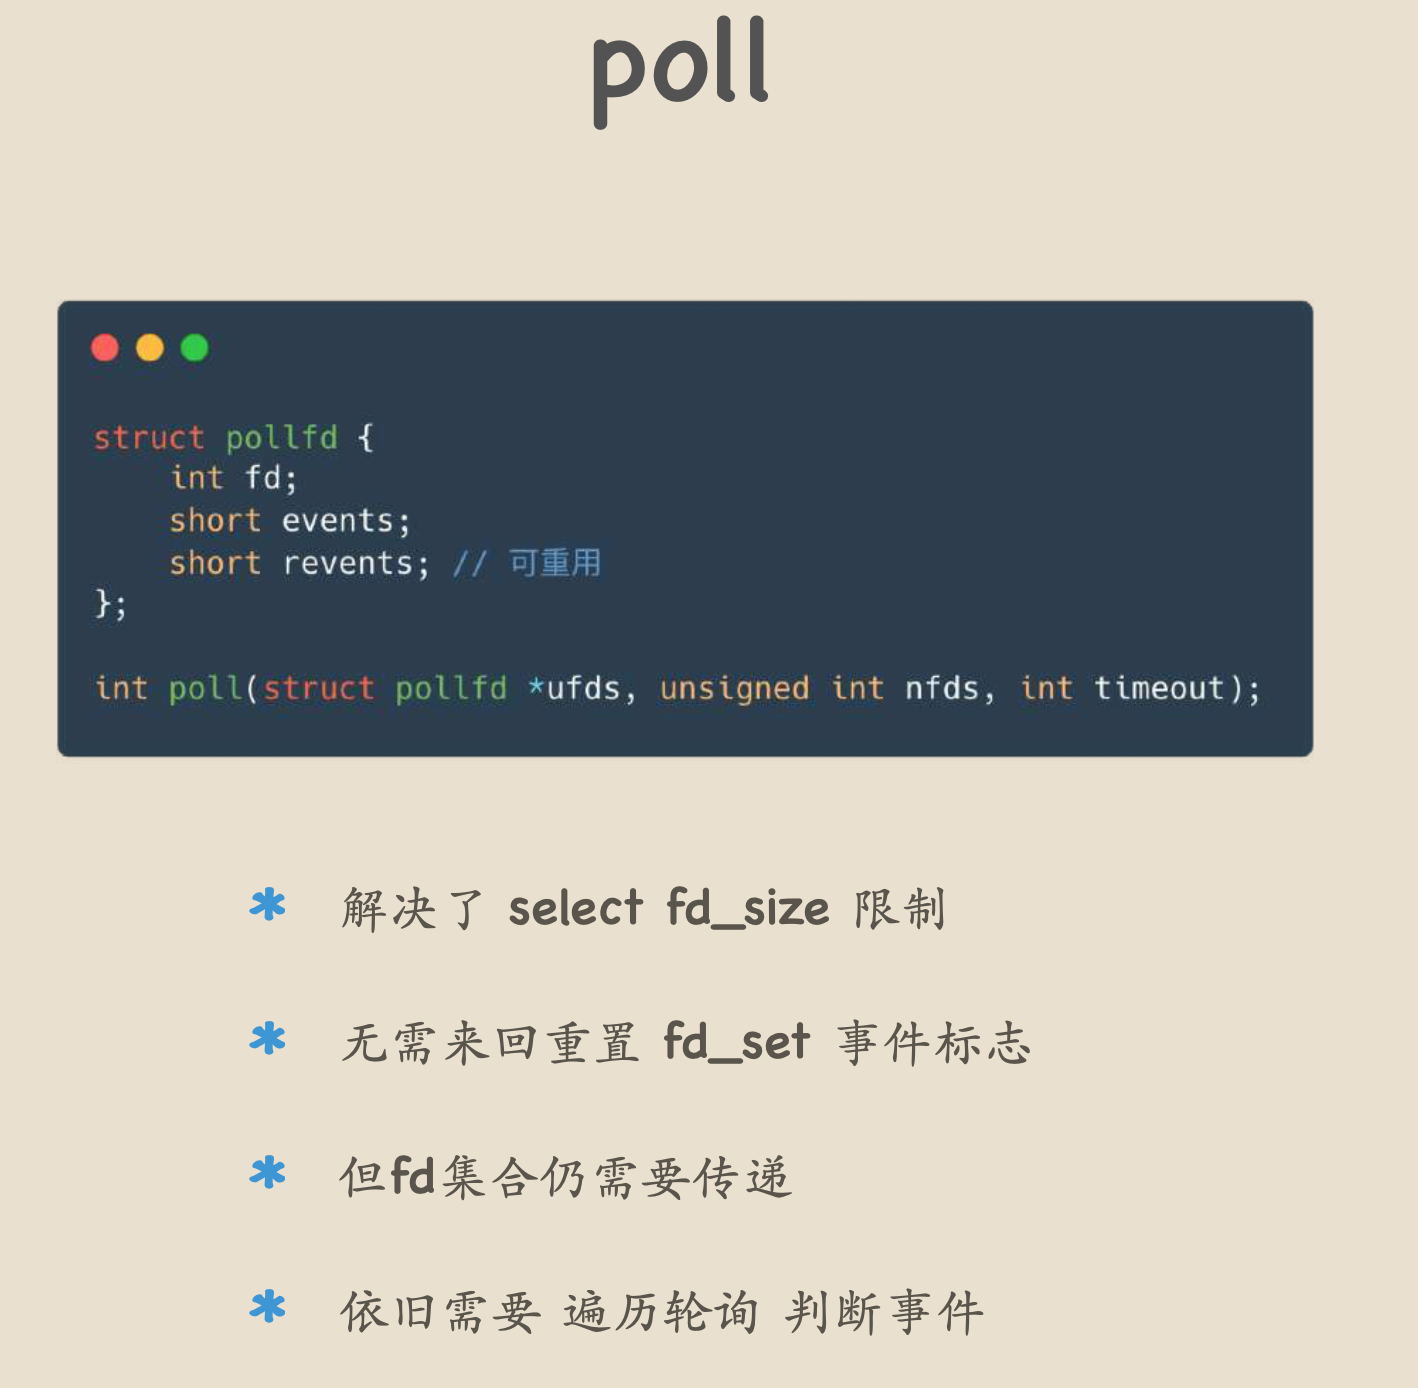 poll
struct pollfd {
    int fd;
    short events;
    short revents; // 可重用
};
int poll(struct pollfd *ufds, unsigned int nfds, int timeout);
* 解决了 select fd_size 限制
* 无需来回重置 fd_set 事件标志
* 但fd集合仍需要传递
* 依旧需要 遍历轮询 判断事件